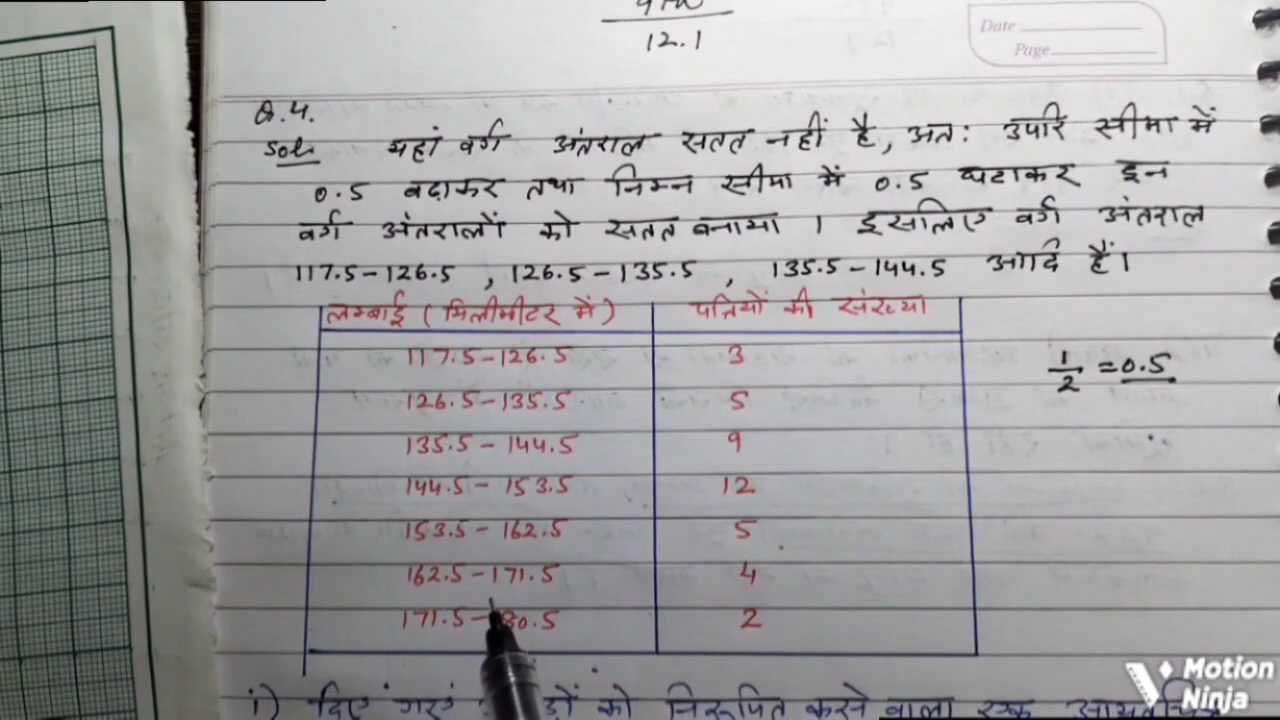 12.1
Date
Page
Q.4.
Sol: यहां वर्ग अंतराल सतत नहीं है, अत: उपरि सीमा में
0.5 बढ़ाकर तथा निम्न सीमा में 0.5 घटाकर इन
वर्ग अंतरालों को सतत बनाया । इसलिए वर्ग अंतराल
117.5-126.5 , 126.5-135.5 , 135.5-144.5 आदि हैं।
लम्बाई (मिलीमीटर में) पत्तियों की संख्या
117.5-126.5 3
126.5-135.5 5
1/2 = 0.5
135.5-144.5 9
144.5-153.5 12
153.5-162.5 5
162.5-171.5 4
171.5- 80.5 2
i) दिए गए को निरूपित करने वाला एक
Motion
Ninja